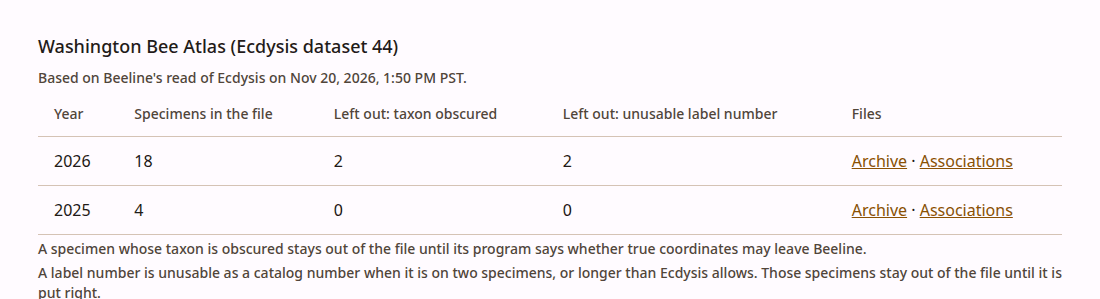 Washington Bee Atlas (Ecdysis dataset 44)
Based on Beeline's read of Ecdysis on Nov 20, 2026, 1:50 PM PST.
Year Specimens in the file Left out: taxon obscured Left out: unusable label number Files
2026 18 2 2 Archive · Associations
2025 4 0 0 Archive · Associations
A specimen whose taxon is obscured stays out of the file until its program says whether true coordinates may leave Beeline.
A label number is unusable as a catalog number when it is on two specimens, or longer than Ecdysis allows. Those specimens stay out of the file until it is
put right.